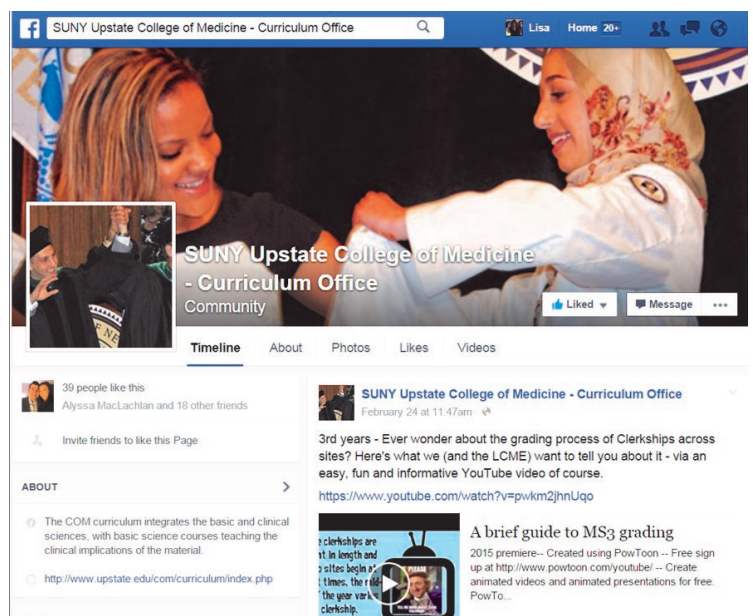 SUNY Upstate College of Medicine - Curriculum Office
Lisa
Home 20+
SUNY Upstate College of Medicine
- Curriculum Office
Community
Liked
Message
Timeline
About
Photos
Likes
Videos
39 people like this
Alyssa MacLachlan and 18 other friends
Invite friends to like this Page
ABOUT
The COM curriculum integrates the basic and clinical
sciences, with basic science courses teaching the
clinical implications of the material.
http://www.upstate.edu/com/curriculum/index.php
SUNY Upstate College of Medicine - Curriculum Office
February 24 at 11:47am
3rd years - Ever wonder about the grading process of Clerkships across
sites? Here's what we (and the LCME) want to tell you about it - via an
easy, fun and informative YouTube video of course.
https://www.youtube.com/watch?v=pwkm2jhnUqo
e clerkships are
nt in length and
o sites begin at
t times. the mid-
f the year varies
clerkship.
PLEASE
A brief guide to MS3 grading
2015 premiere-- Created using PowToon -- Free sign
up at http://www.powtoon.com/youtube/ -- Create
animated videos and animated presentations for free.
PowTo...